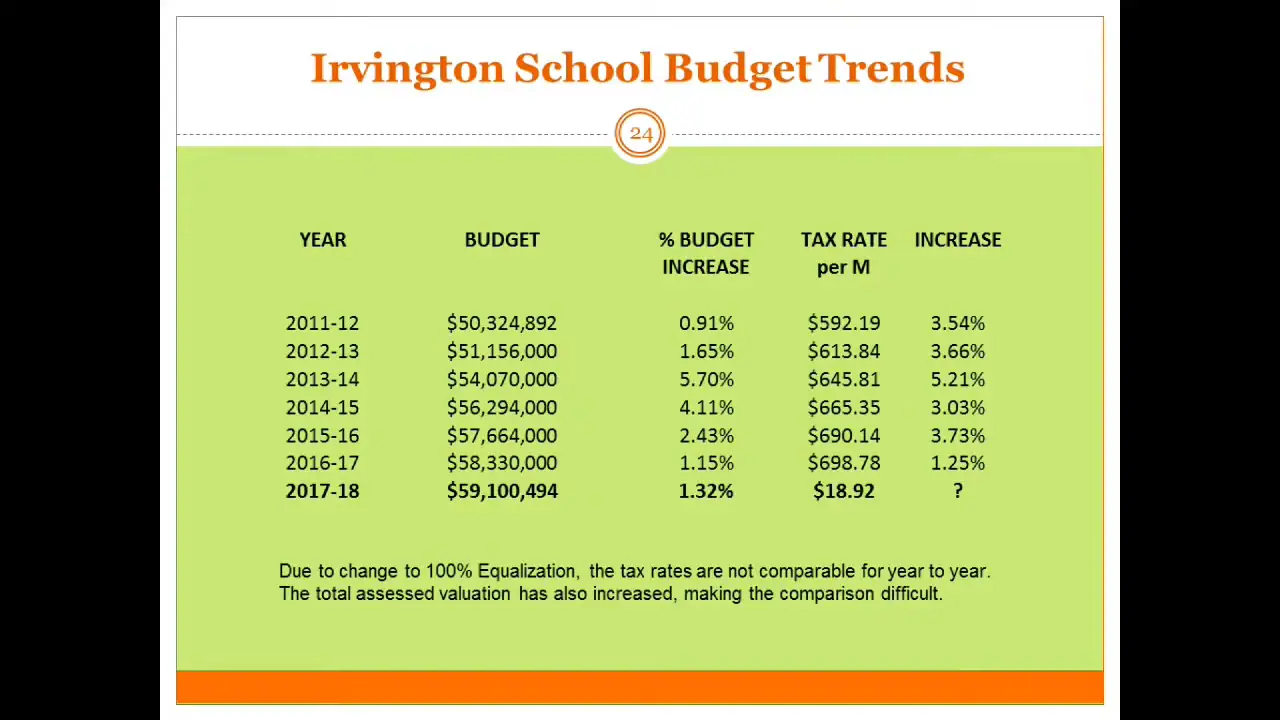 Irvington School Budget Trends
24
YEAR BUDGET % BUDGET INCREASE TAX RATE per M INCREASE
2011-12 $50,324,892 0.91% $592.19 3.54%
2012-13 $51,156,000 1.65% $613.84 3.66%
2013-14 $54,070,000 5.70% $645.81 5.21%
2014-15 $56,294,000 4.11% $665.35 3.03%
2015-16 $57,664,000 2.43% $690.14 3.73%
2016-17 $58,330,000 1.15% $698.78 1.25%
2017-18 $59,100,494 1.32% $18.92 ?
Due to change to 100% Equalization, the tax rates are not comparable for year to year.
The total assessed valuation has also increased, making the comparison difficult.